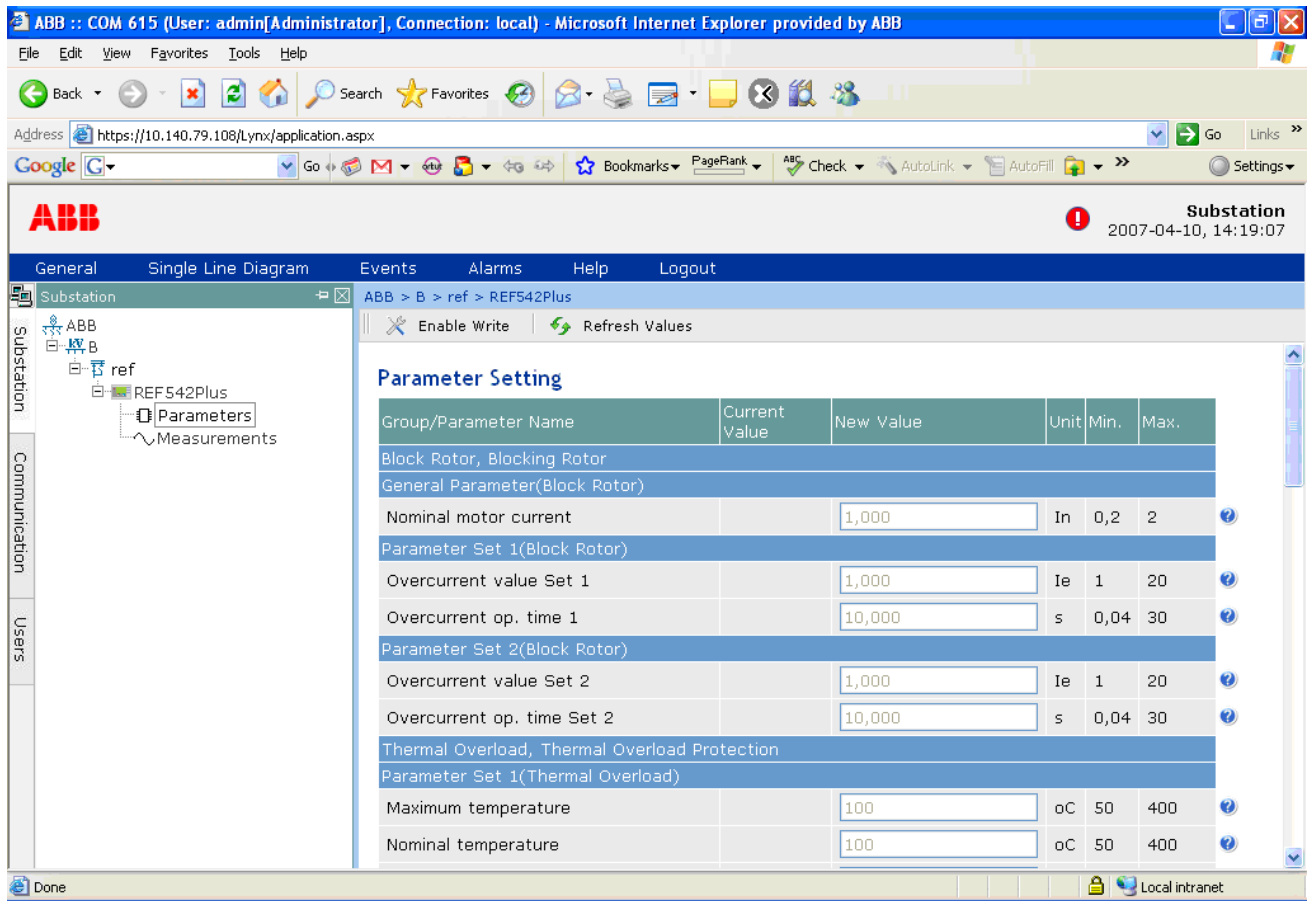 ABB :: COM 615 (User: admin[Administrator], Connection: local) - Microsoft Internet Explorer provided by ABB
File Edit View Favorites Tools Help
Back Search Favorites
Address https://10.140.79.108/Lynx/application.aspx Go Links »
Google G Go Bookmarks PageRank ABC Check AutoLink AutoFill » Settings
ABB
Substation
2007-04-10, 14:19:07
General Single Line Diagram Events Alarms Help Logout
Substation
ABB > B > ref > REF542Plus
Enable Write Refresh Values
Substation
Communication
Users
ABB
B
ref
REF542Plus
Parameters
Measurements
Parameter Setting
Group/Parameter Name Current Value New Value Unit Min. Max.
Block Rotor, Blocking Rotor
General Parameter(Block Rotor)
Nominal motor current 1,000 In 0,2 2
Parameter Set 1(Block Rotor)
Overcurrent value Set 1 1,000 Ie 1 20
Overcurrent op. time 1 10,000 s 0,04 30
Parameter Set 2(Block Rotor)
Overcurrent value Set 2 1,000 Ie 1 20
Overcurrent op. time Set 2 10,000 s 0,04 30
Thermal Overload, Thermal Overload Protection
Parameter Set 1(Thermal Overload)
Maximum temperature 100 oC 50 400
Nominal temperature 100 oC 50 400
Done Local intranet